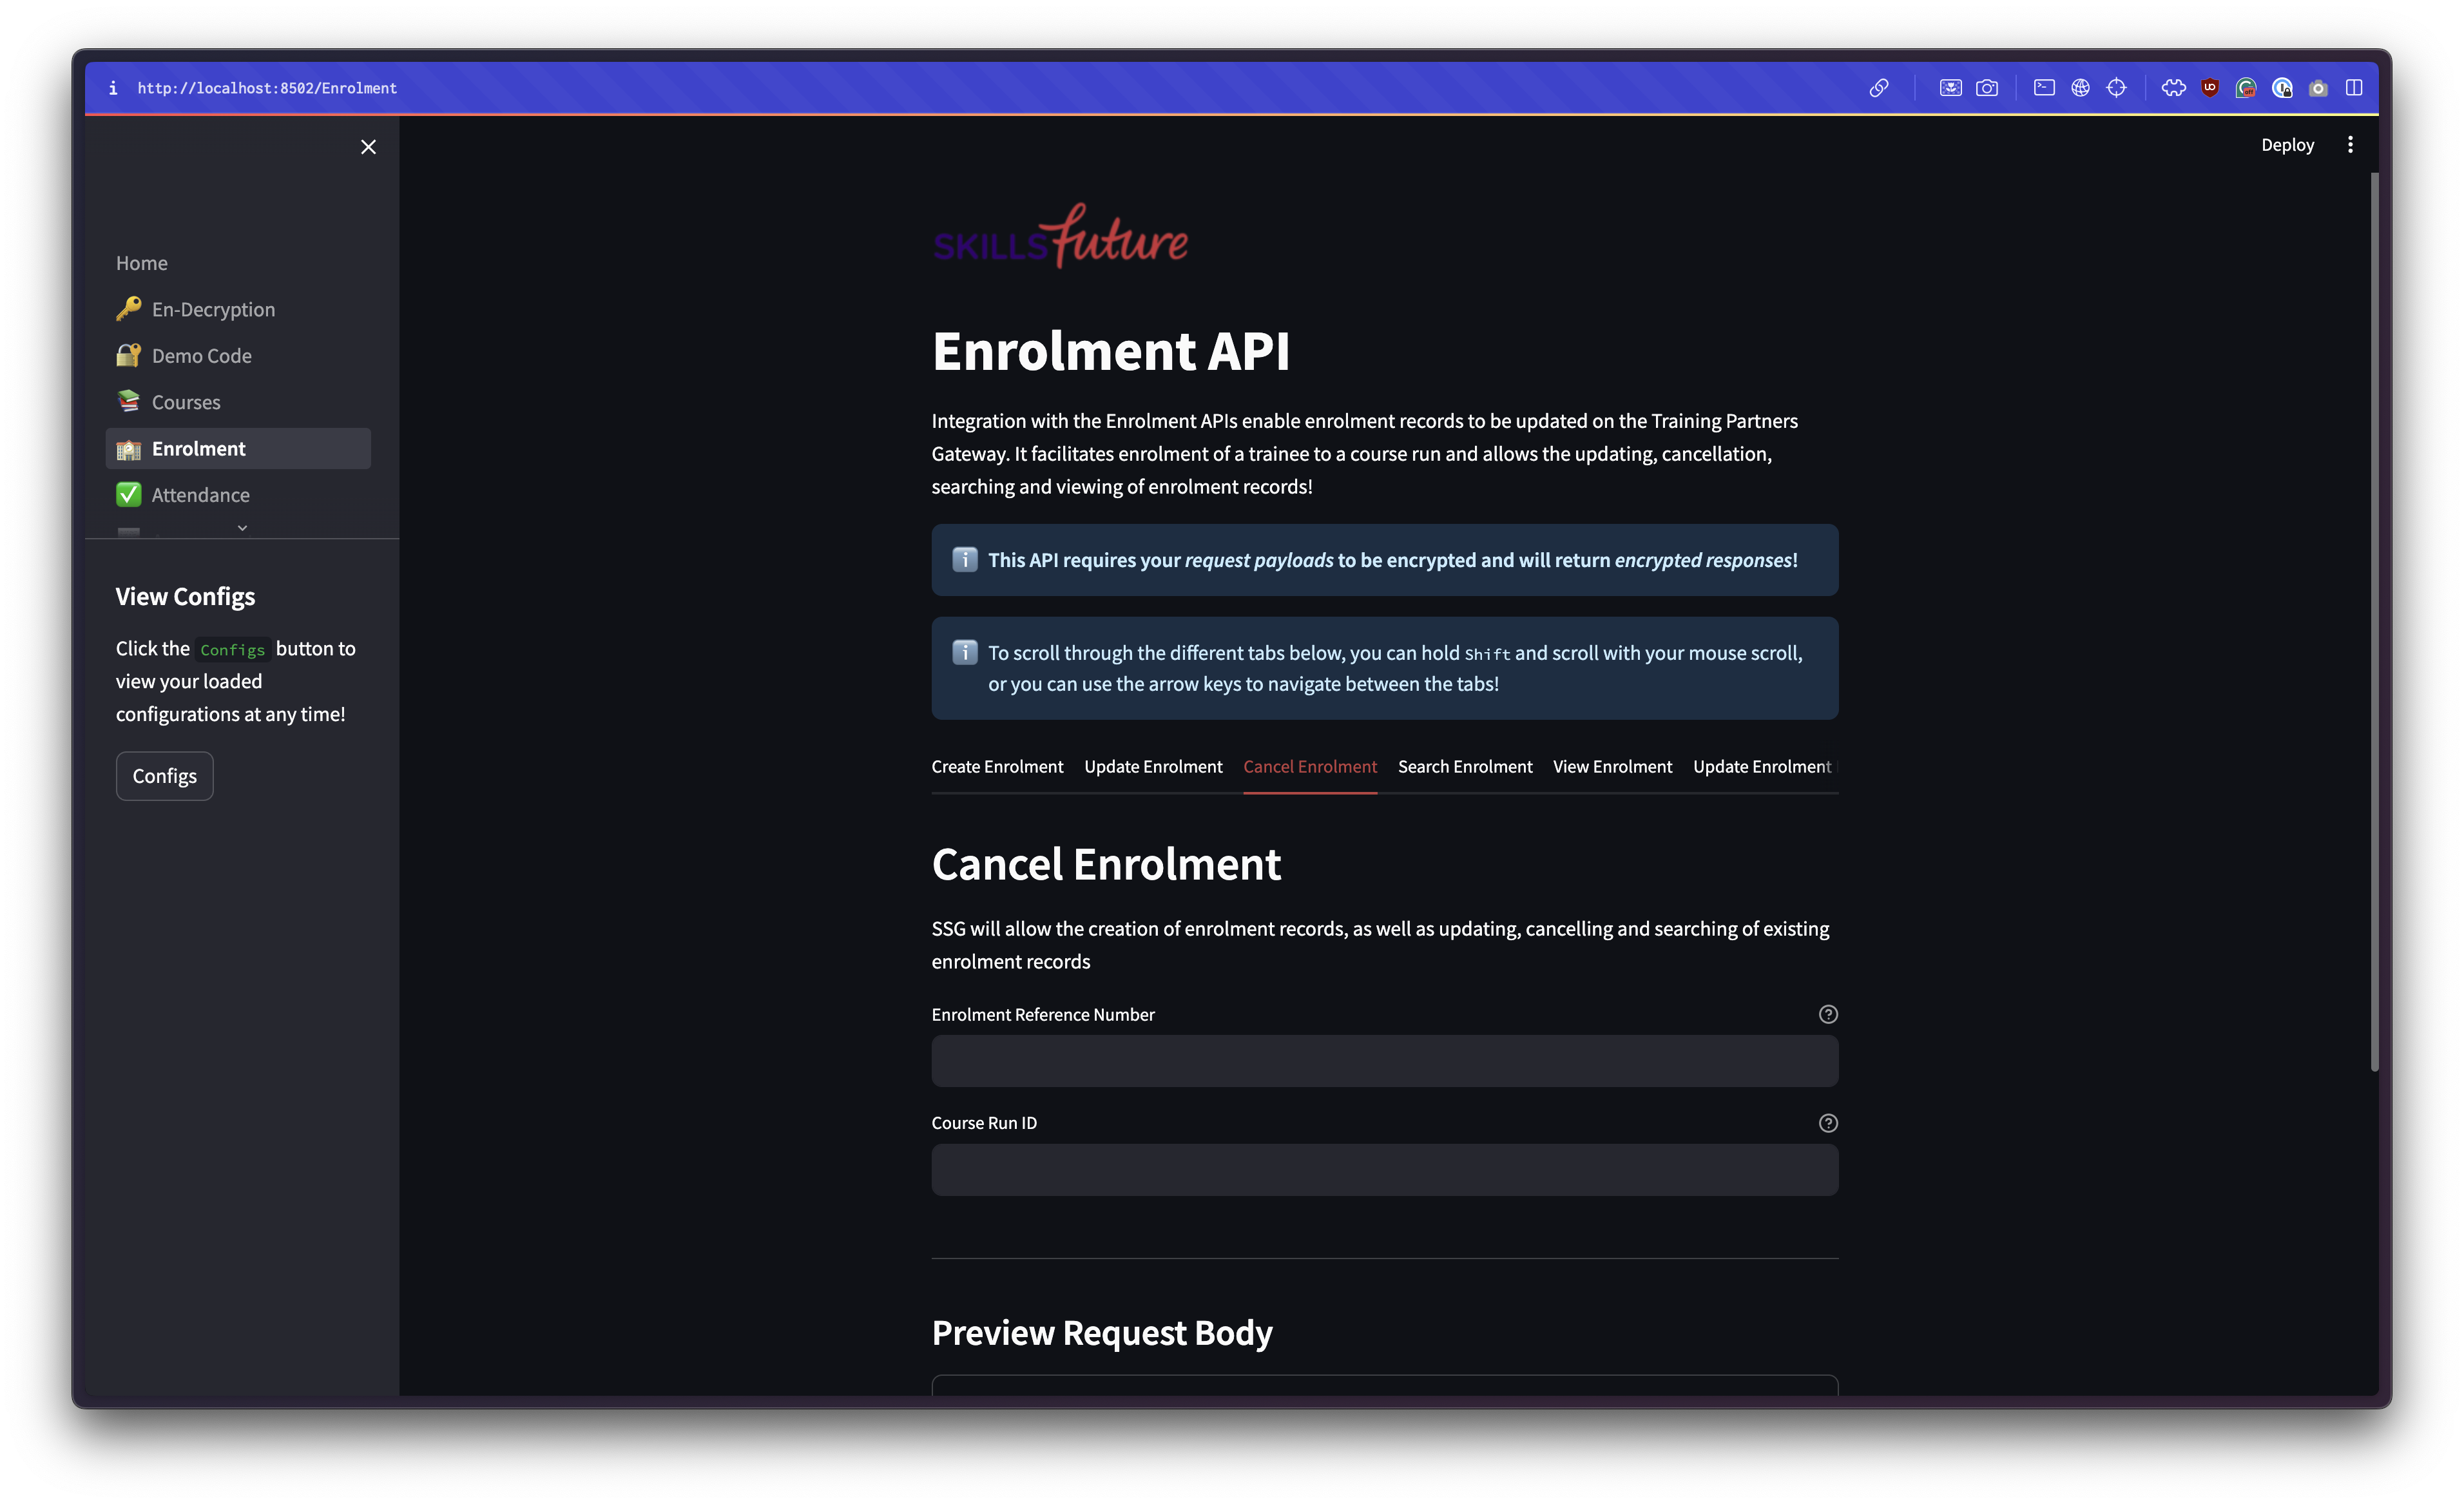 i http://localhost:8502/Enrolment
Deploy
Home
En-Decryption
Demo Code
Courses
Enrolment
Attendance
View Configs
Click the Configs button to
view your loaded
configurations at any time!
Configs
SKILLSfuture
Enrolment API
Integration with the Enrolment APIs enable enrolment records to be updated on the Training Partners
Gateway. It facilitates enrolment of a trainee to a course run and allows the updating, cancellation,
searching and viewing of enrolment records!
This API requires your request payloads to be encrypted and will return encrypted responses!
To scroll through the different tabs below, you can hold Shift and scroll with your mouse scroll,
or you can use the arrow keys to navigate between the tabs!
Create Enrolment Update Enrolment Cancel Enrolment Search Enrolment View Enrolment Update Enrolment
Cancel Enrolment
SSG will allow the creation of enrolment records, as well as updating, cancelling and searching of existing
enrolment records
Enrolment Reference Number
Course Run ID
Preview Request Body